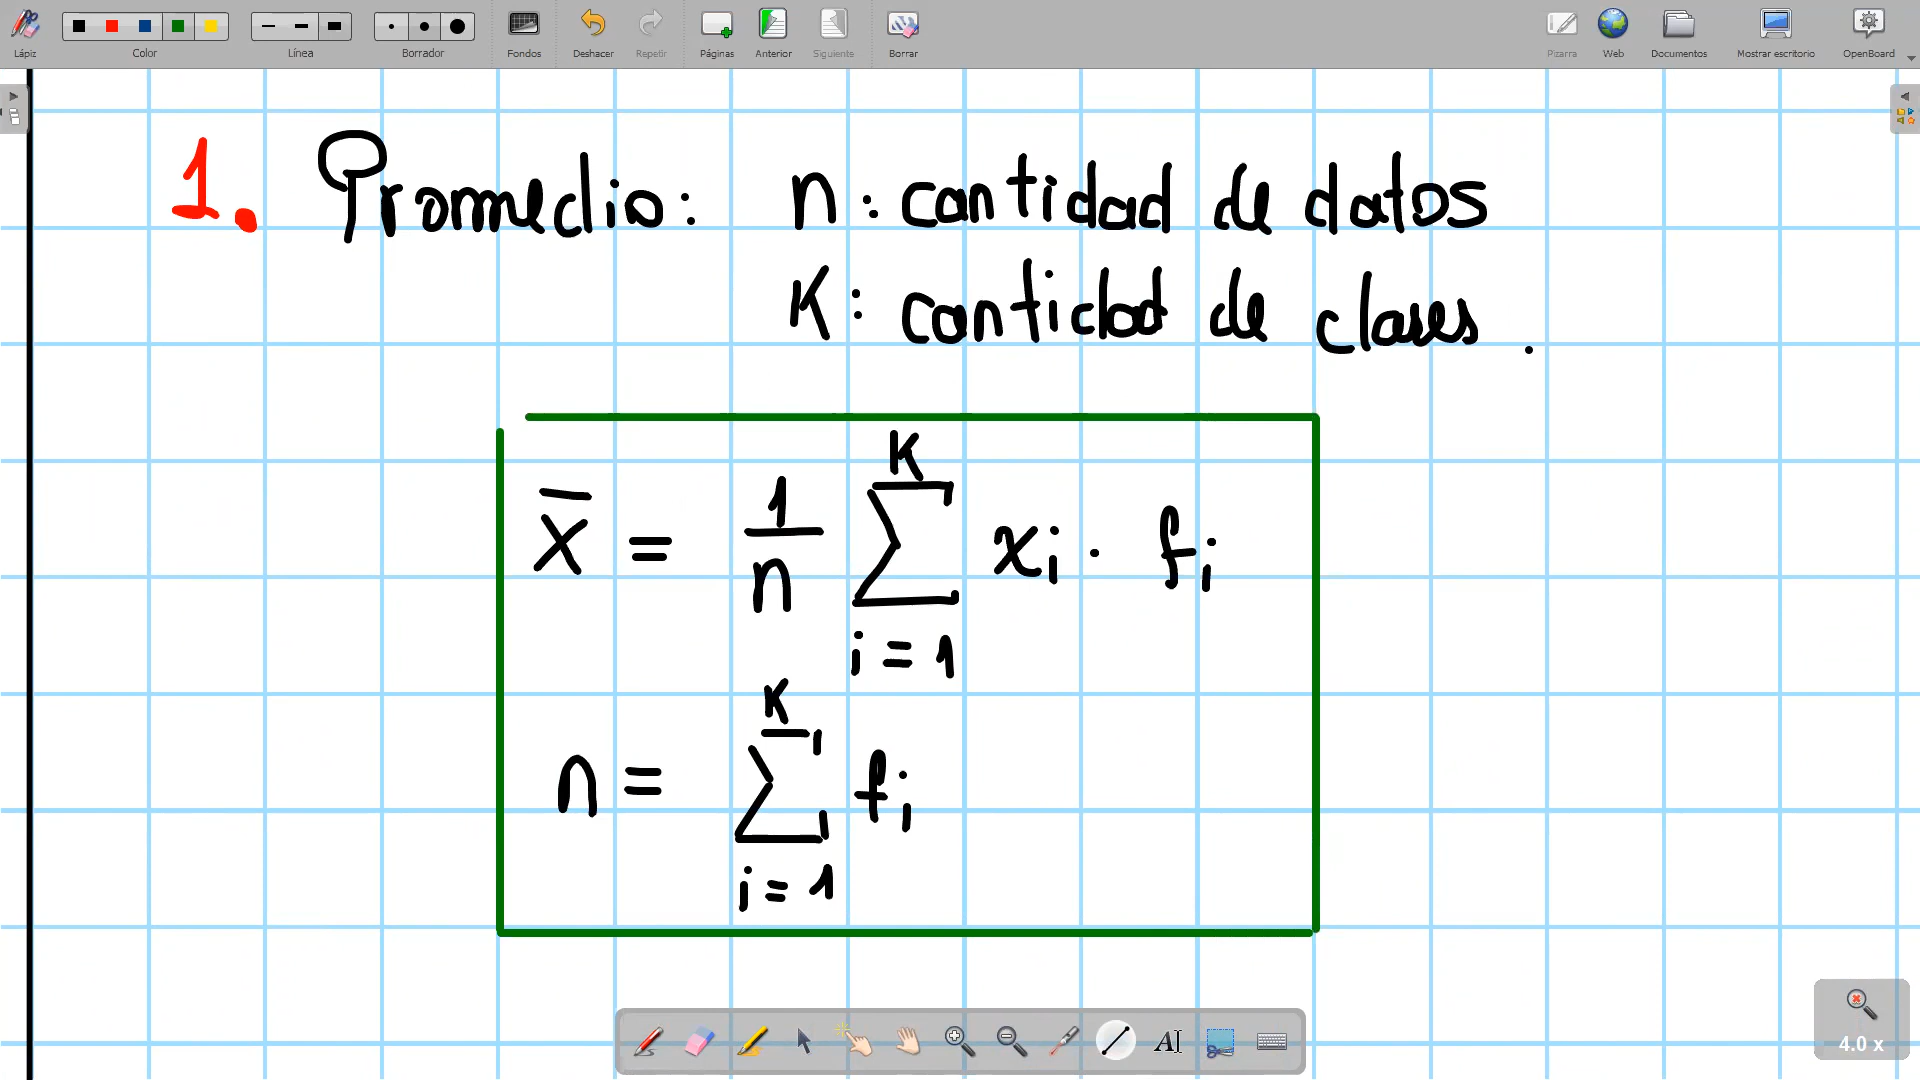 Lápiz Color Línea Borrador Fondos Deshacer Repetir Páginas Anterior Siguiente Borrar Pizarra Web Documentos Mostrar escritorio OpenBoard
1. Promedio: n: cantidad de datos
K: cantidad de clases.
K
x̄ = 1/n ∑ xi · fi
i = 1
K
n = ∑ fi
i = 1
4.0 x